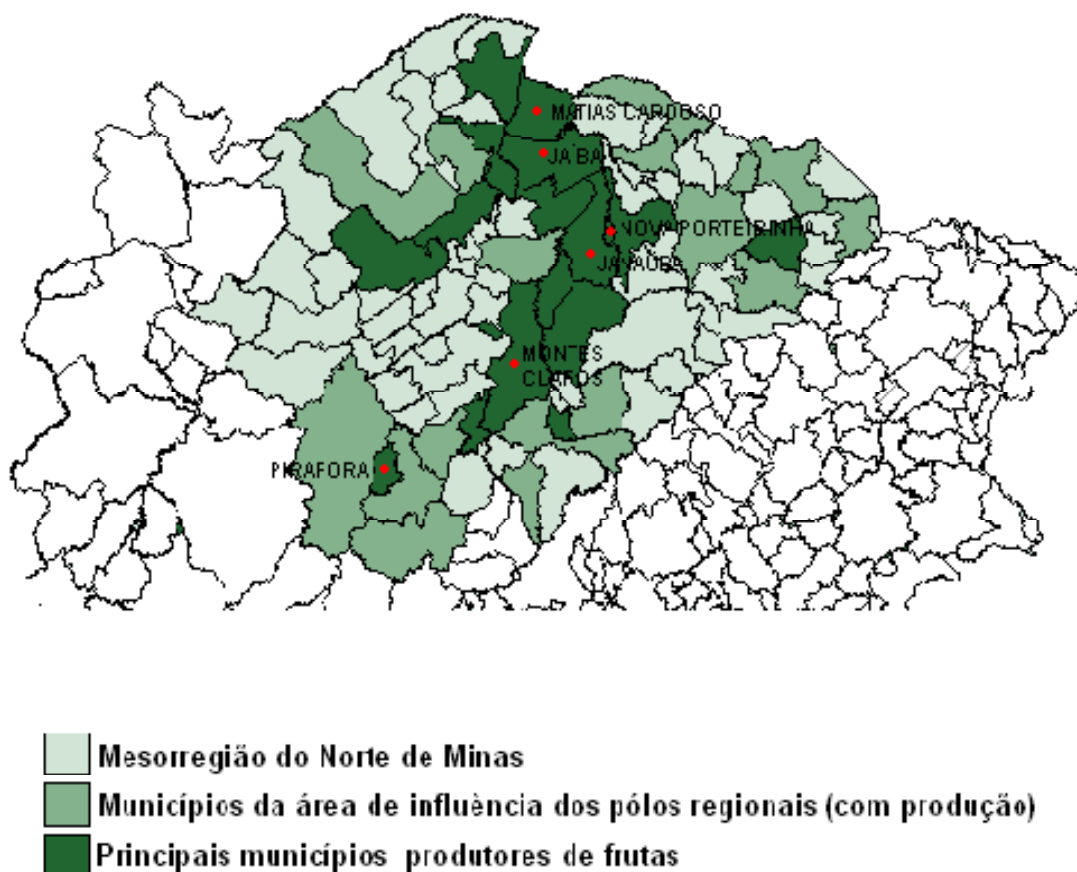 MATIAS CARDOSO
JAÍBA
NOVA PORTEIRINHA
JANAÚBA
MONTES
CLAROS
PIRAPORA
Mesorregião do Norte de Minas
Municípios da área de influência dos pólos regionais (com produção)
Principais municípios produtores de frutas